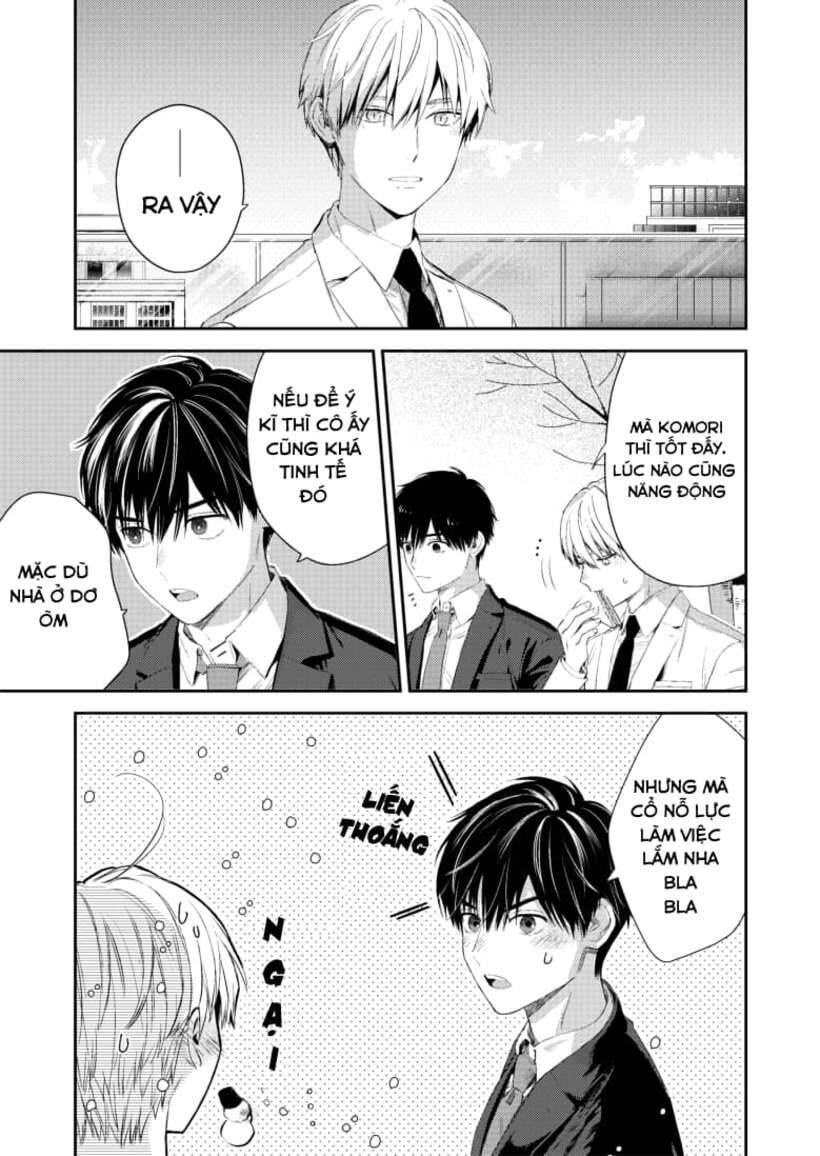 RA VẬY
MÀ KOMORI
THÌ TỐT ĐẤY.
LÚC NÀO CŨNG
NĂNG ĐỘNG
NẾU ĐỂ Ý
KĨ THÌ CÔ ẤY
CŨNG KHÁ
TINH TẾ
ĐÓ
MẶC DÙ
NHÀ Ở DƠ
ÒM
NHƯNG MÀ
CỔ NỖ LỰC
LÀM VIỆC
LẮM NHA
BLA
BLA
LIẾN
THOẮNG
NGẠI